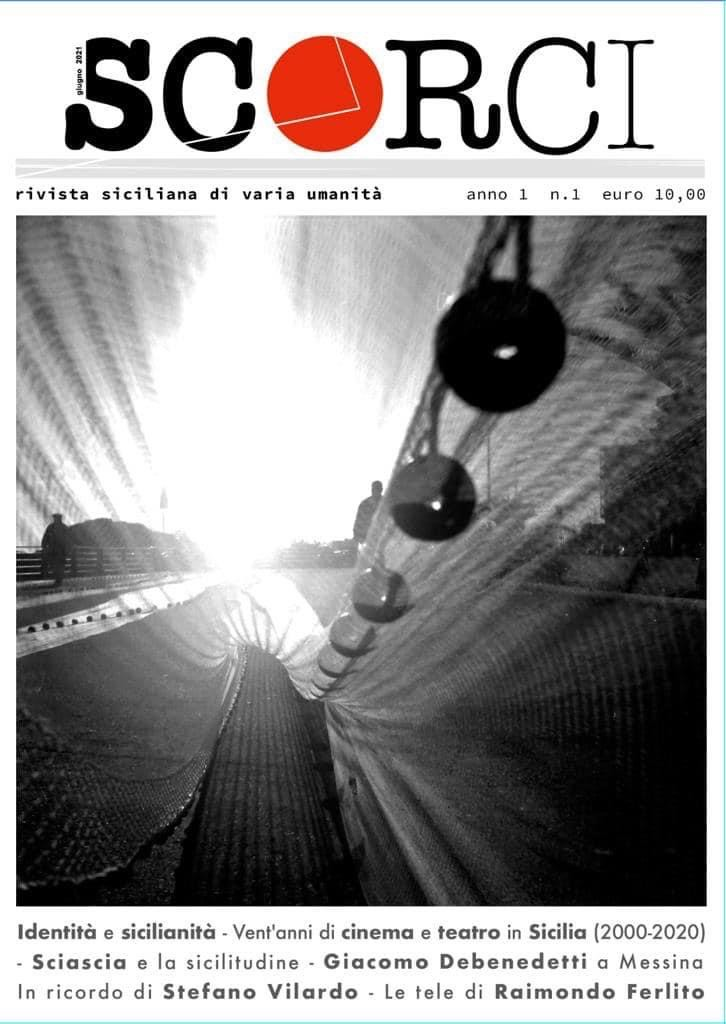 giugno 2021
SCORCI
rivista siciliana di varia umanità anno 1 n.1 euro 10,00
Identità e sicilianità - Vent'anni di cinema e teatro in Sicilia (2000-2020)
- Sciascia e la sicilitudine - Giacomo Debenedetti a Messina
In ricordo di Stefano Vilardo - Le tele di Raimondo Ferlito